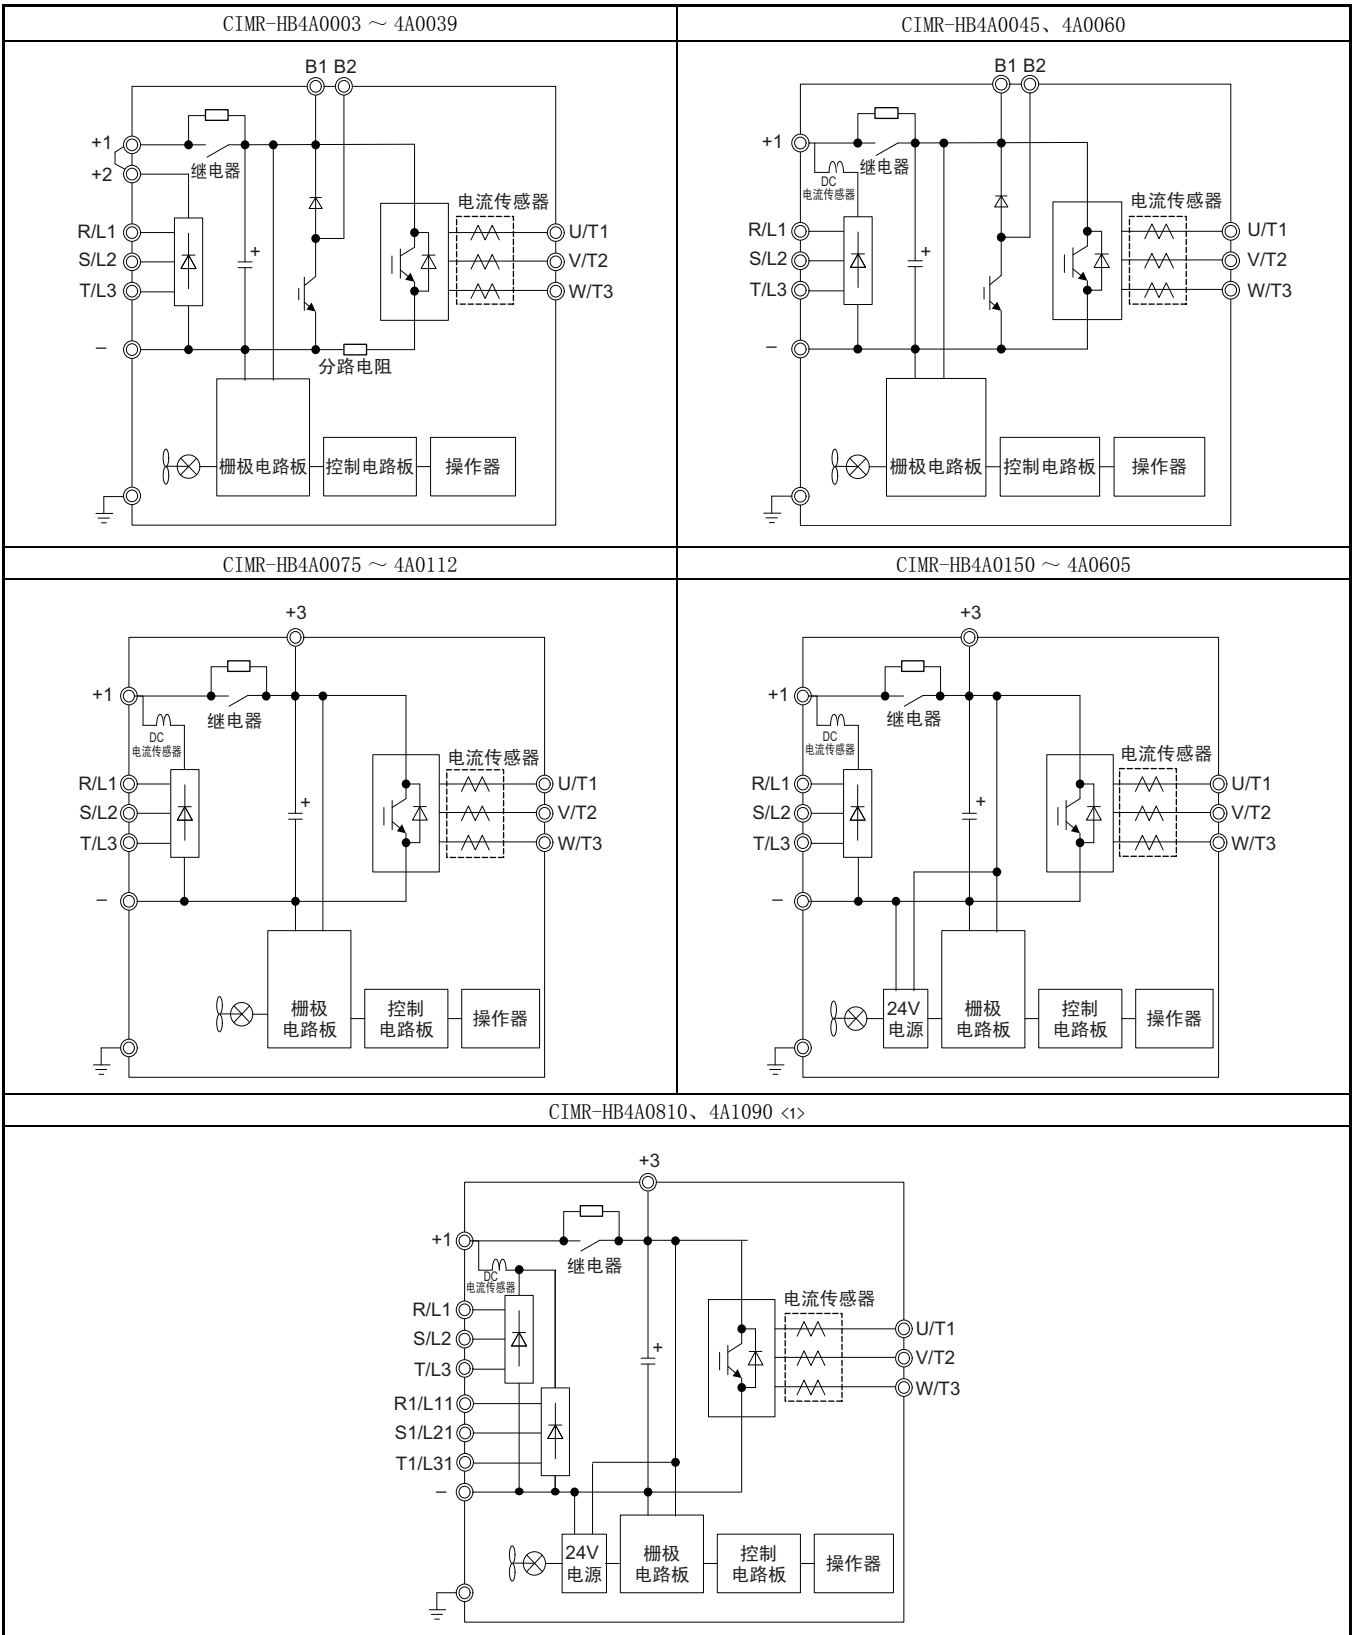 CIMR-HB4A0003 ～ 4A0039
B1 B2
+1
+2
继电器
电流传感器
R/L1
S/L2
T/L3
+
U/T1
V/T2
W/T3
−
分路电阻
栅极电路板
控制电路板
操作器
CIMR-HB4A0045、4A0060
B1 B2
+1
继电器
DC
电流传感器
电流传感器
R/L1
S/L2
T/L3
+
U/T1
V/T2
W/T3
−
栅极电路板
控制电路板
操作器
CIMR-HB4A0075 ～ 4A0112
+3
+1
继电器
DC
电流传感器
电流传感器
R/L1
S/L2
T/L3
+
U/T1
V/T2
W/T3
−
栅极
电路板
控制
电路板
操作器
CIMR-HB4A0150 ～ 4A0605
+3
+1
继电器
DC
电流传感器
电流传感器
R/L1
S/L2
T/L3
+
U/T1
V/T2
W/T3
−
24V
电源
栅极
电路板
控制
电路板
操作器
CIMR-HB4A0810、4A1090 <1>
+3
+1
继电器
DC
电流传感器
电流传感器
R/L1
S/L2
T/L3
R1/L11
S1/L21
T1/L31
+
U/T1
V/T2
W/T3
−
24V
电源
栅极
电路板
控制
电路板
操作器